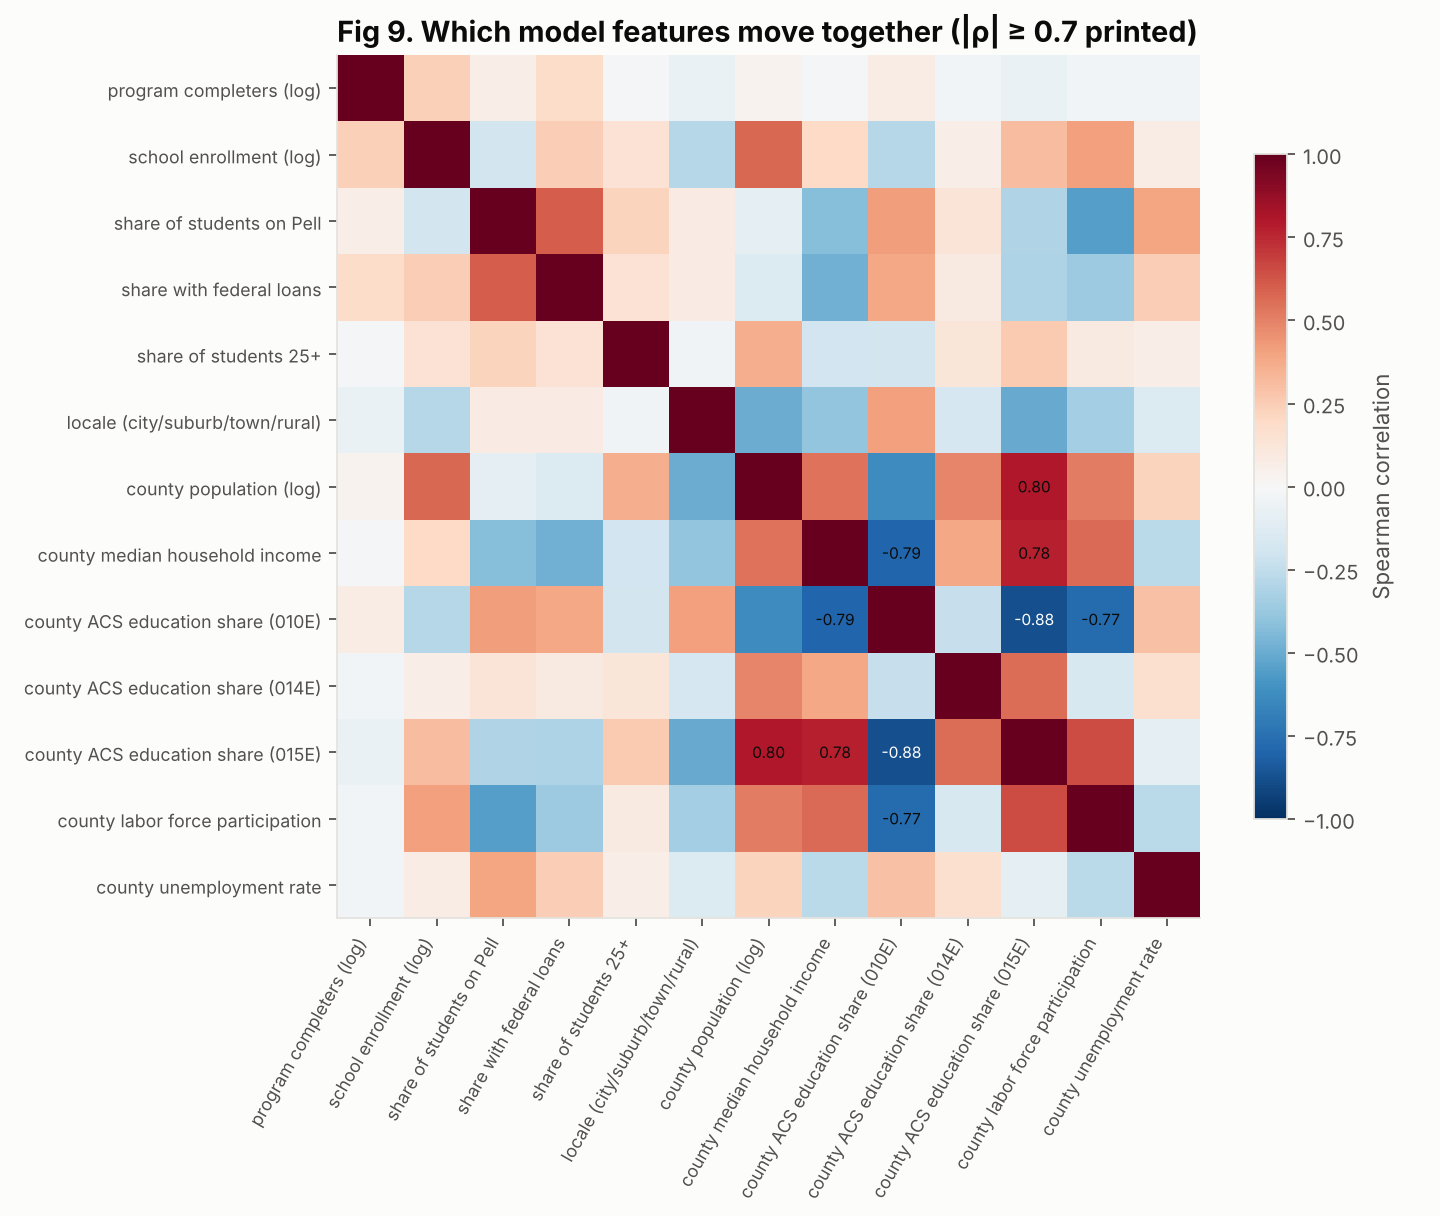 Fig 9. Which model features move together (|ρ| ≥ 0.7 printed)
program completers (log)
school enrollment (log)
share of students on Pell
share with federal loans
share of students 25+
locale (city/suburb/town/rural)
county population (log)
0.80
county median household income
-0.79
0.78
county ACS education share (010E)
-0.79
-0.88
-0.77
county ACS education share (014E)
county ACS education share (015E)
0.80
0.78
-0.88
county labor force participation
-0.77
county unemployment rate
program completers (log)
school enrollment (log)
share of students on Pell
share with federal loans
share of students 25+
locale (city/suburb/town/rural)
county population (log)
county median household income
county ACS education share (010E)
county ACS education share (014E)
county ACS education share (015E)
county labor force participation
county unemployment rate
1.00
0.75
0.50
0.25
0.00
−0.25
−0.50
−0.75
−1.00
Spearman correlation